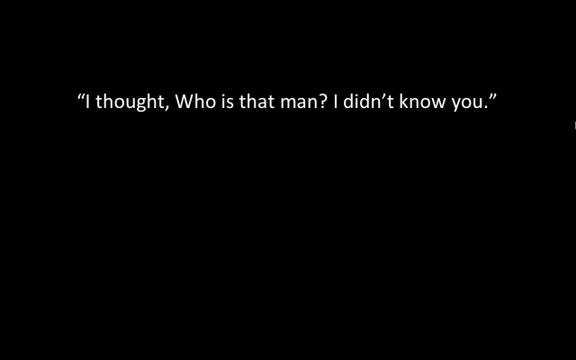 “I thought, Who is that man? I didn’t know you.”